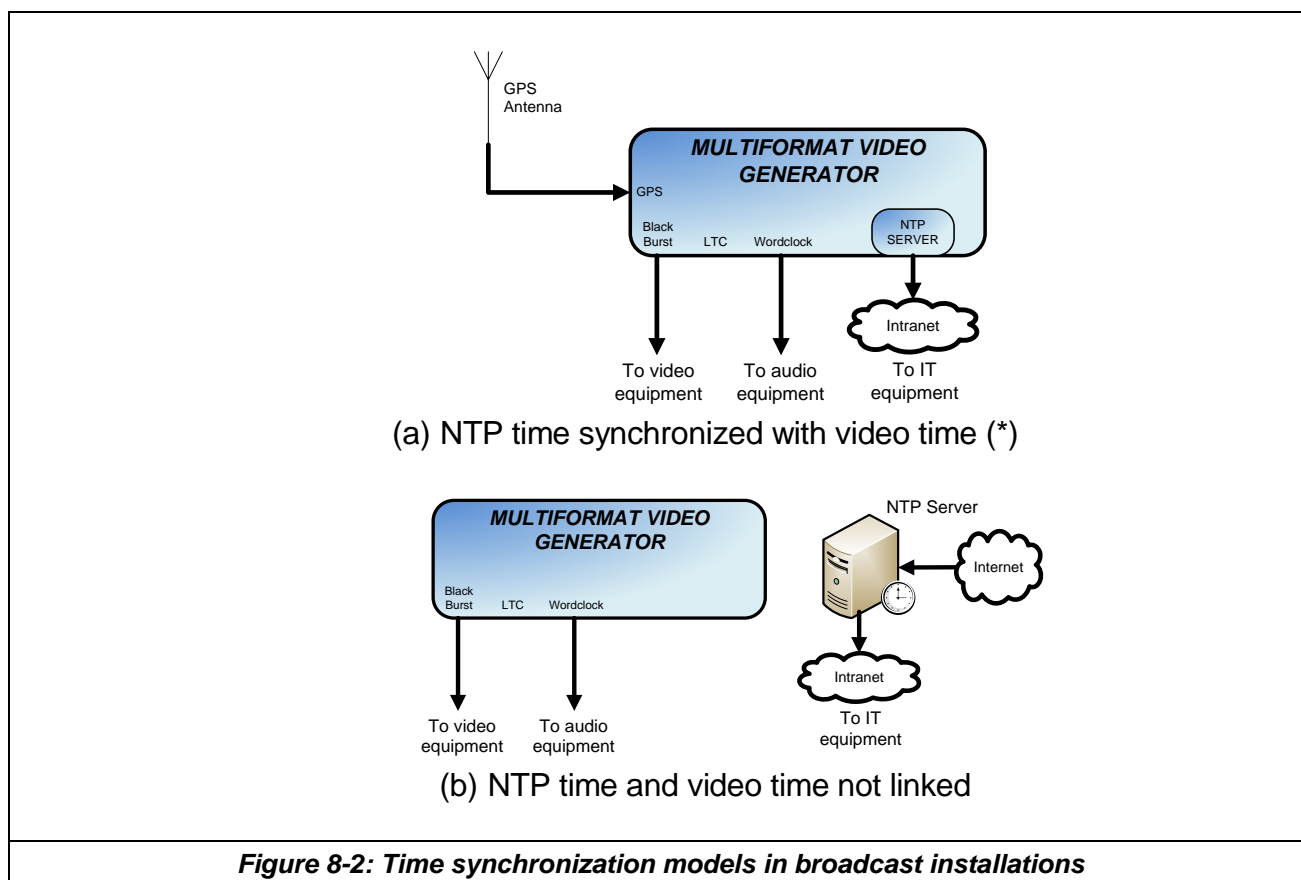 GPS
Antenna
MULTIFORMAT VIDEO
GENERATOR
GPS
Black
Burst
LTC
Wordclock
NTP
SERVER
Intranet
To video
equipment
To audio
equipment
To IT
equipment
(a) NTP time synchronized with video time (*)
MULTIFORMAT VIDEO
GENERATOR
Black
Burst
LTC
Wordclock
NTP Server
Internet
Intranet
To video
equipment
To audio
equipment
To IT
equipment
(b) NTP time and video time not linked
Figure 8-2: Time synchronization models in broadcast installations